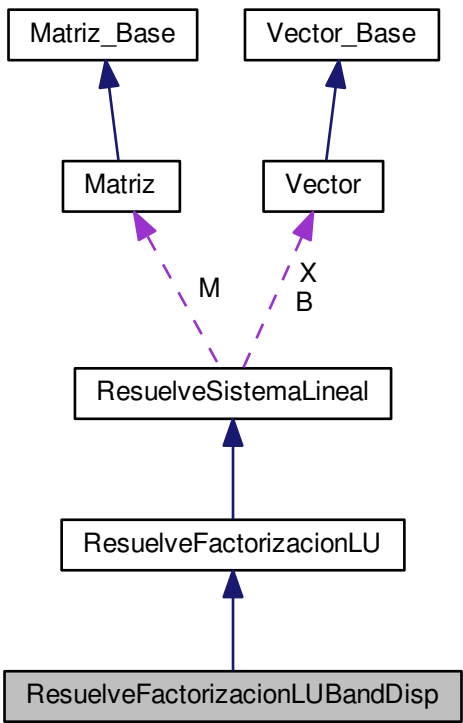 Matriz_Base
Vector_Base
Matriz
Vector
M
X
B
ResuelveSistemaLineal
ResuelveFactorizacionLU
ResuelveFactorizacionLUBandDisp